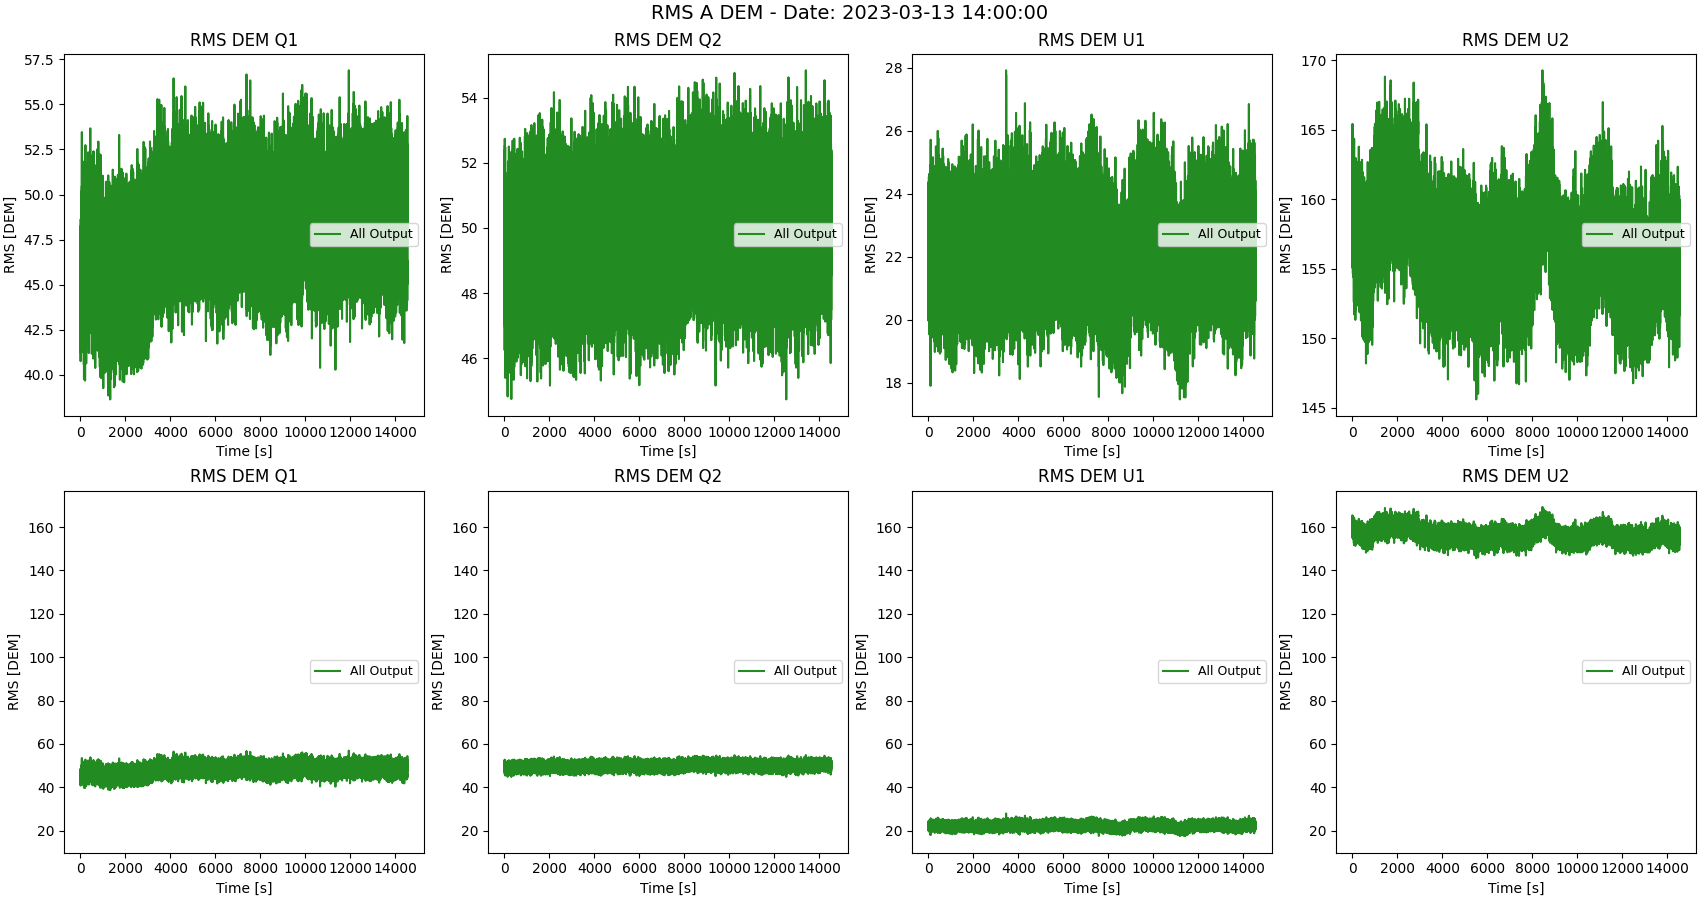 RMS A DEM - Date: 2023-03-13 14:00:00
RMS DEM Q1
RMS [DEM]
57.5
55.0
52.5
50.0
47.5
45.0
42.5
40.0
All Output
0 2000 4000 6000 8000 10000 12000 14000
Time [s]
RMS DEM Q2
RMS [DEM]
54
52
50
48
46
All Output
0 2000 4000 6000 8000 10000 12000 14000
Time [s]
RMS DEM U1
RMS [DEM]
28
26
24
22
20
18
All Output
0 2000 4000 6000 8000 10000 12000 14000
Time [s]
RMS DEM U2
RMS [DEM]
170
165
160
155
150
145
All Output
0 2000 4000 6000 8000 10000 12000 14000
Time [s]
RMS DEM Q1
RMS [DEM]
160
140
120
100
80
60
40
20
All Output
0 2000 4000 6000 8000 10000 12000 14000
Time [s]
RMS DEM Q2
RMS [DEM]
160
140
120
100
80
60
40
20
All Output
0 2000 4000 6000 8000 10000 12000 14000
Time [s]
RMS DEM U1
RMS [DEM]
160
140
120
100
80
60
40
20
All Output
0 2000 4000 6000 8000 10000 12000 14000
Time [s]
RMS DEM U2
RMS [DEM]
160
140
120
100
80
60
40
20
All Output
0 2000 4000 6000 8000 10000 12000 14000
Time [s]